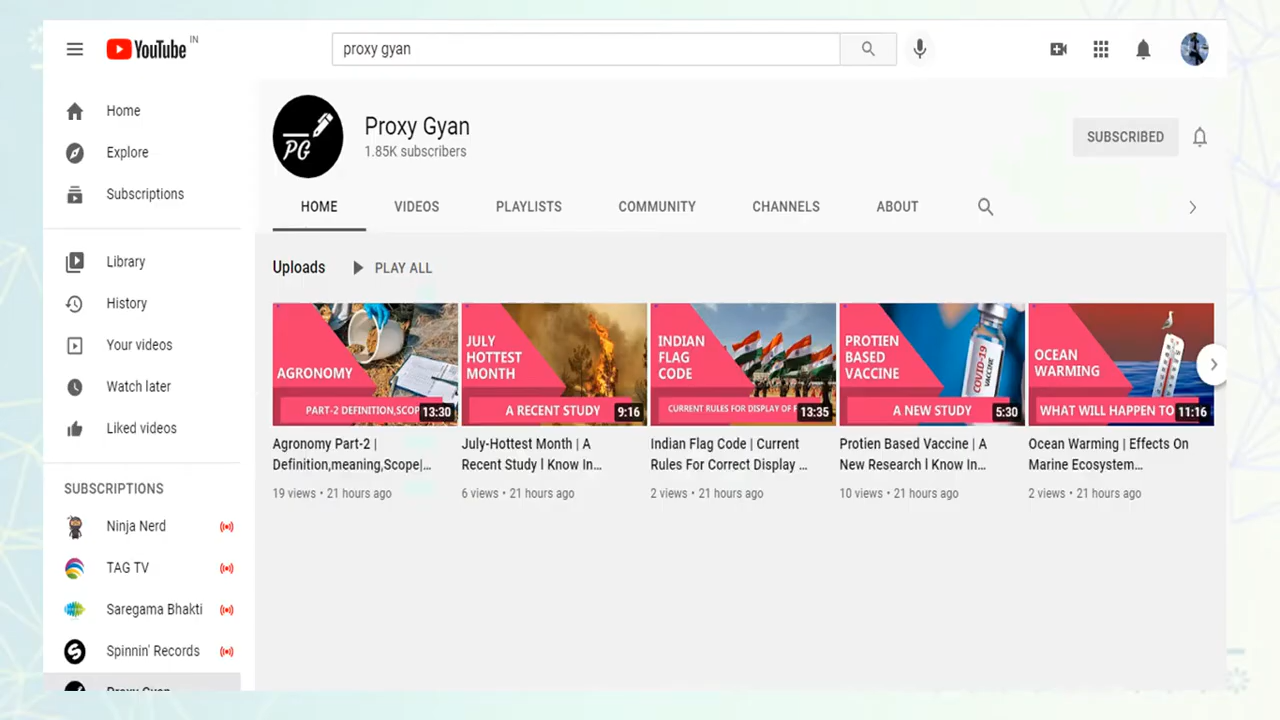 YouTube IN
proxy gyan
Home
Explore
Subscriptions
Library
History
Your videos
Watch later
Liked videos
SUBSCRIPTIONS
Ninja Nerd
TAG TV
Saregama Bhakti
Spinnin' Records
Proxy Gyan
PG
Proxy Gyan
1.85K subscribers
SUBSCRIBED
HOME VIDEOS PLAYLISTS COMMUNITY CHANNELS ABOUT
Uploads PLAY ALL
AGRONOMY
PART-2 DEFINITION,SCOP
13:30
Agronomy Part-2 |
Definition,meaning,Scope|...
19 views • 21 hours ago
JULY
HOTTEST
MONTH
A RECENT STUDY
9:16
July-Hottest Month | A
Recent Study l Know In...
6 views • 21 hours ago
INDIAN
FLAG
CODE
CURRENT RULES FOR DISPLAY OF F
13:35
Indian Flag Code | Current
Rules For Correct Display ...
2 views • 21 hours ago
PROTIEN
BASED
VACCINE
COVID-19
VACCINE
A NEW STUDY
5:30
Protien Based Vaccine | A
New Research l Know In...
10 views • 21 hours ago
OCEAN
WARMING
WHAT WILL HAPPEN TO
11:16
Ocean Warming | Effects On
Marine Ecosystem...
2 views • 21 hours ago